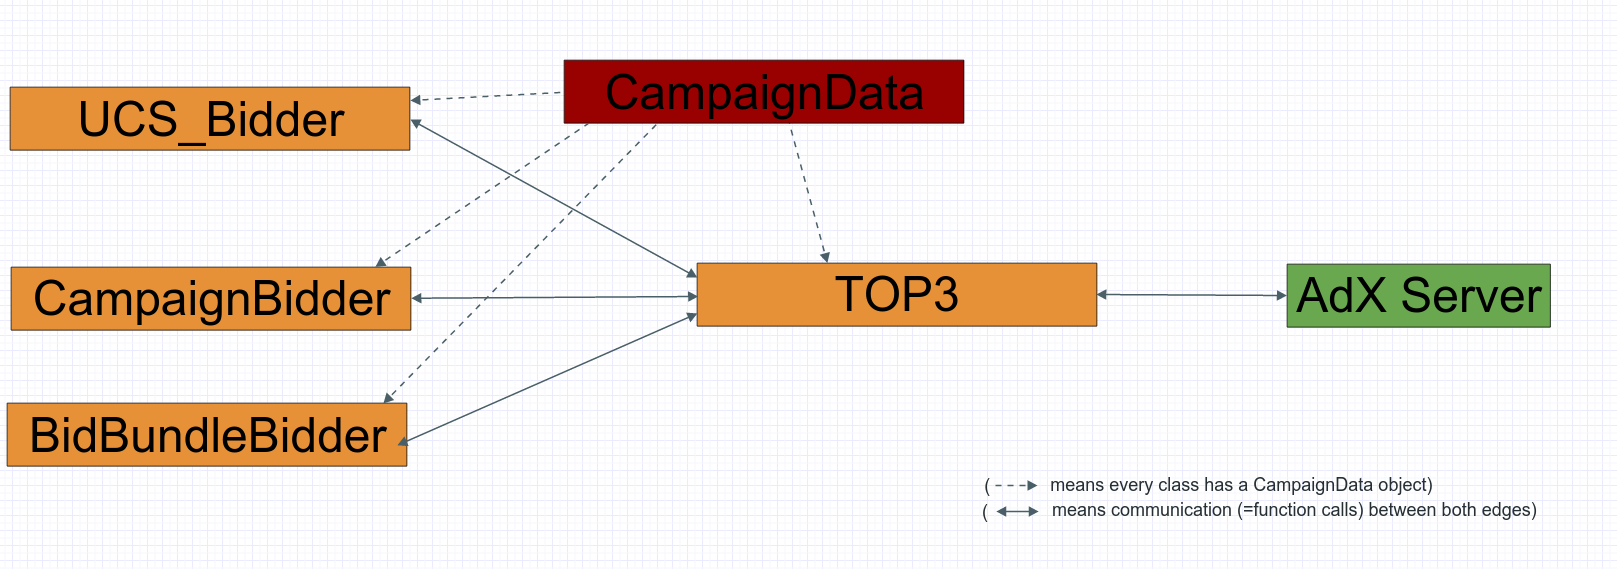 CampaignData
UCS_Bidder
CampaignBidder
TOP3
AdX Server
BidBundleBidder
( means every class has a CampaignData object)
( means communication (=function calls) between both edges)